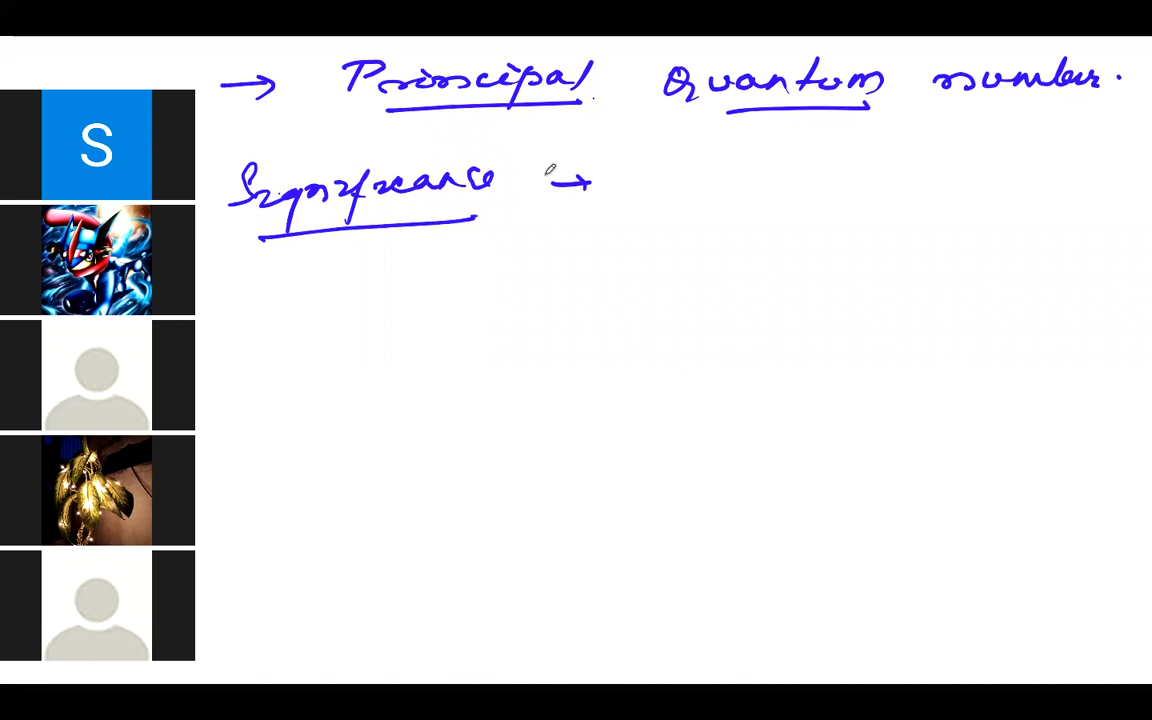 → Principal Quantum number.
S
Significance →